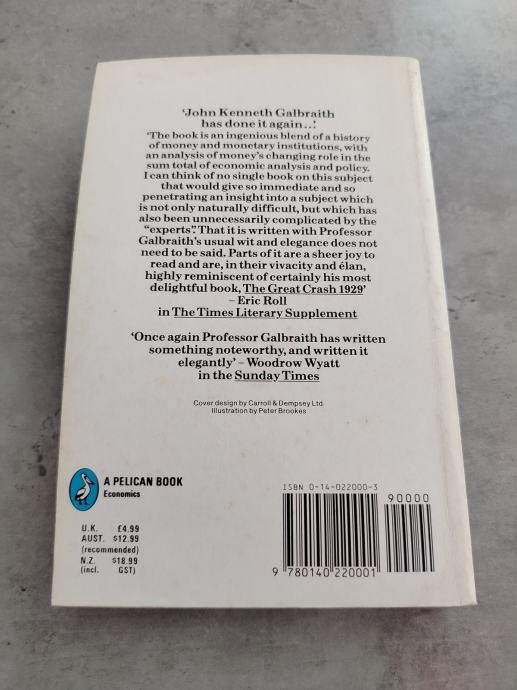 ‘John Kenneth Galbraith
has done it again...’
‘The book is an ingenious blend of a history
of money and monetary institutions, with
an analysis of money’s changing role in the
sum total of economic analysis and policy.
I can think of no single book on this subject
that would give so immediate and so
penetrating an insight into a subject which
is not only naturally difficult, but which has
also been unnecessarily complicated by the
“experts”. That it is written with Professor
Galbraith’s usual wit and elegance does not
need to be said. Parts of it are a sheer joy to
read and are, in their vivacity and élan,
highly reminiscent of certainly his most
delightful book, The Great Crash 1929’
– Eric Roll
in The Times Literary Supplement
‘Once again Professor Galbraith has written
something noteworthy, and written it
elegantly’ – Woodrow Wyatt
in the Sunday Times
Cover design by Carroll & Dempsey Ltd.
Illustration by Peter Brookes
A PELICAN BOOK
Economics
U.K. £4.99
AUST. $12.99
(recommended)
N.Z. $18.99
(incl. GST)
ISBN 0-14-022000-3
90000
9 780140 220001